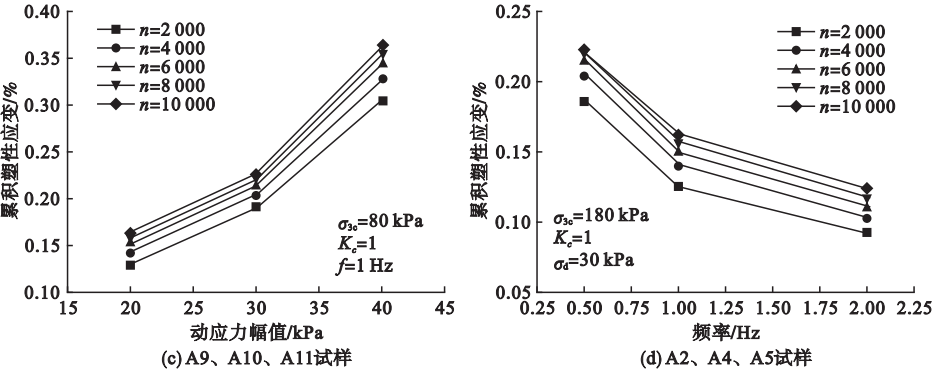 0.40
0.35
0.30
0.25
0.20
0.15
0.10
累积塑性应变/%
n=2 000
n=4 000
n=6 000
n=8 000
n=10 000
σ3c=80 kPa
Kc=1
f=1 Hz
15 20 25 30 35 40 45
动应力幅值/kPa
(c) A9、A10、A11试样
0.25
0.20
0.15
0.10
0.05
累积塑性应变/%
n=2 000
n=4 000
n=6 000
n=8 000
n=10 000
σ3c=180 kPa
Kc=1
σd=30 kPa
0.25 0.50 0.75 1.00 1.25 1.50 1.75 2.00 2.25
频率/Hz
(d) A2、A4、A5试样